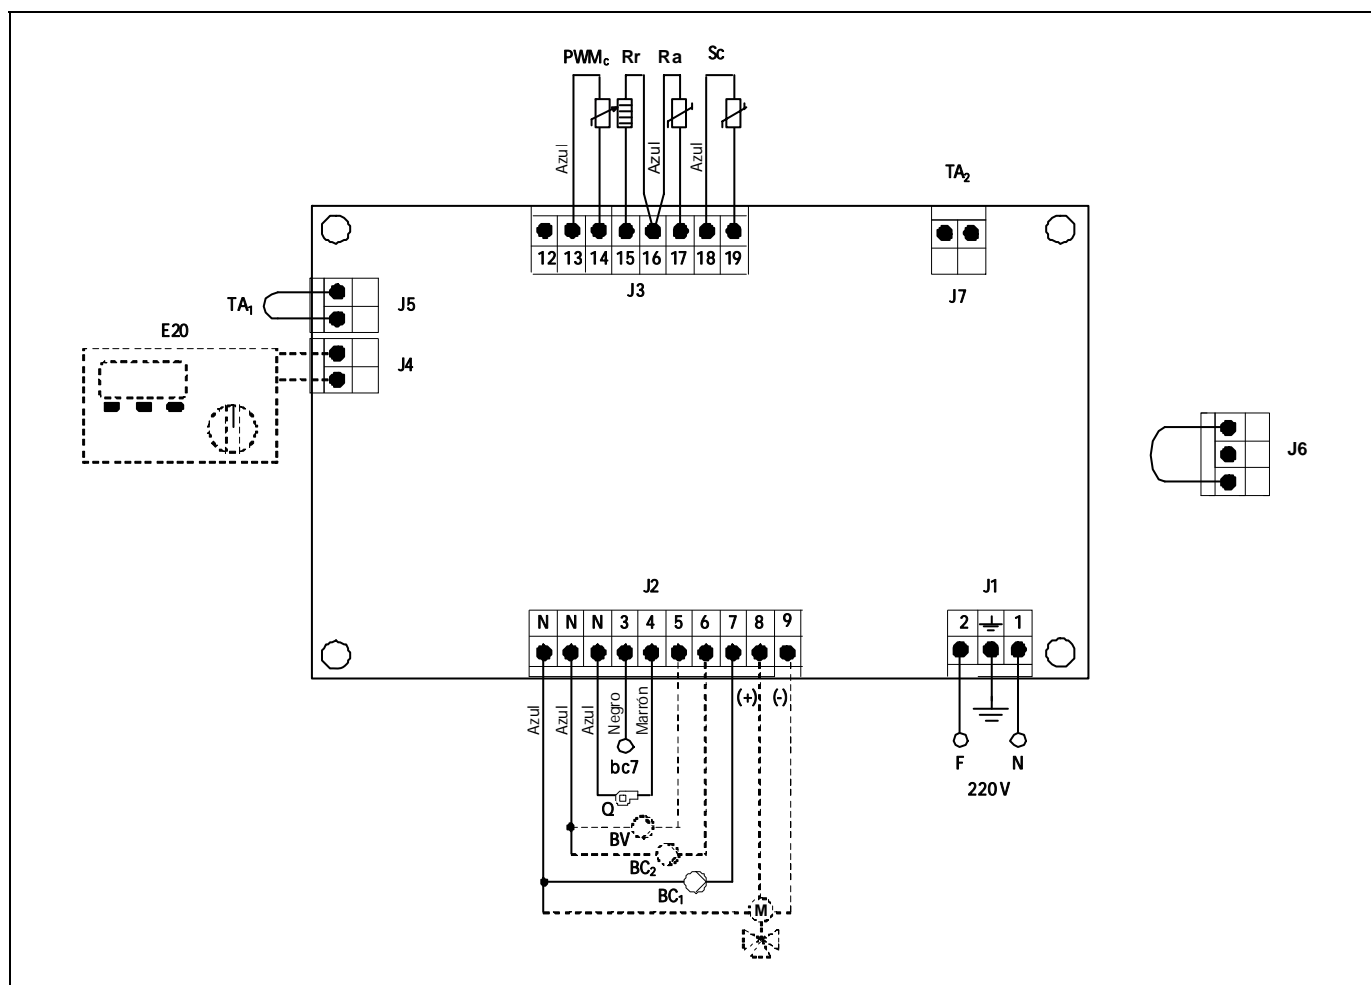 PWMc Rr Ra Sc
Azul Azul Azul
TA2
12 13 14 15 16 17 18 19
J3
J7
TA1
J5
E20
J4
J6
J2
J1
N N N 3 4 5 6 7 8 9
2 1
Azul Azul Azul Negro Marrón (+) (-)
bc7
F N
220 V
Q
BV
BC2
BC1
M